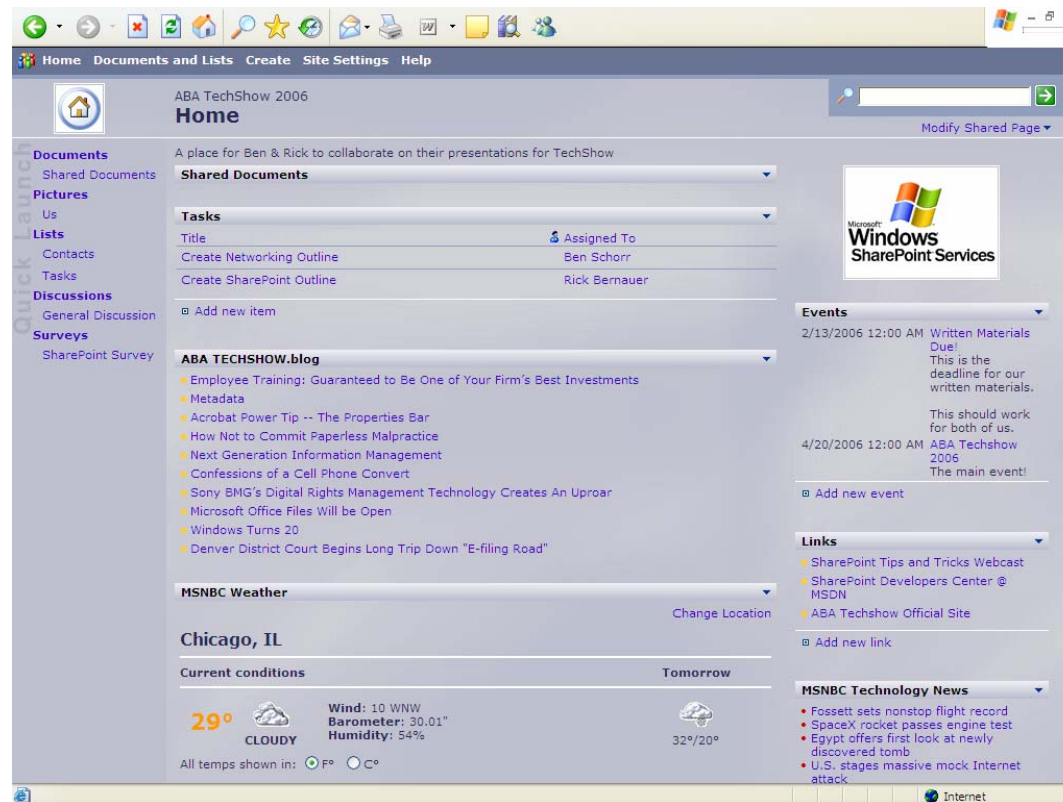 Home Documents and Lists Create Site Settings Help
ABA TechShow 2006
Home
Modify Shared Page
Quick Launch
Documents
Shared Documents
Pictures
Us
Lists
Contacts
Tasks
Discussions
General Discussion
Surveys
SharePoint Survey
A place for Ben & Rick to collaborate on their presentations for TechShow
Shared Documents
Tasks
Title Assigned To
Create Networking Outline Ben Schorr
Create SharePoint Outline Rick Bernauer
Add new item
ABA TECHSHOW.blog
Employee Training: Guaranteed to Be One of Your Firm's Best Investments
Metadata
Acrobat Power Tip -- The Properties Bar
How Not to Commit Paperless Malpractice
Next Generation Information Management
Confessions of a Cell Phone Convert
Sony BMG's Digital Rights Management Technology Creates An Uproar
Microsoft Office Files Will be Open
Windows Turns 20
Denver District Court Begins Long Trip Down "E-filing Road"
MSNBC Weather
Change Location
Chicago, IL
Current conditions Tomorrow
29° CLOUDY
Wind: 10 WNW
Barometer: 30.01"
Humidity: 54%
32°/20°
All temps shown in: F° C°
Microsoft
Windows
SharePoint Services
Events
2/13/2006 12:00 AM Written Materials
Due!
This is the
deadline for our
written materials.
This should work
for both of us.
4/20/2006 12:00 AM ABA Techshow
2006
The main event!
Add new event
Links
SharePoint Tips and Tricks Webcast
SharePoint Developers Center @
MSDN
ABA Techshow Official Site
Add new link
MSNBC Technology News
Fossett sets nonstop flight record
SpaceX rocket passes engine test
Egypt offers first look at newly
discovered tomb
U.S. stages massive mock Internet
attack
Internet